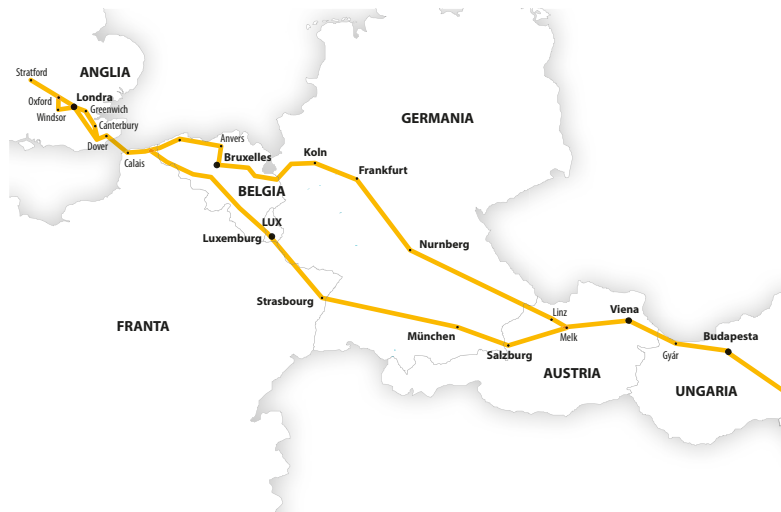 Stratford
ANGLIA
Oxford
Londra
Windsor
Greenwich
Canterbury
Dover
Calais
Anvers
Bruxelles
BELGIA
Koln
GERMANIA
Frankfurt
LUX
Luxemburg
Nurnberg
Strasbourg
FRANTA
München
Salzburg
Linz
Melk
Viena
AUSTRIA
Gyár
Budapesta
UNGARIA